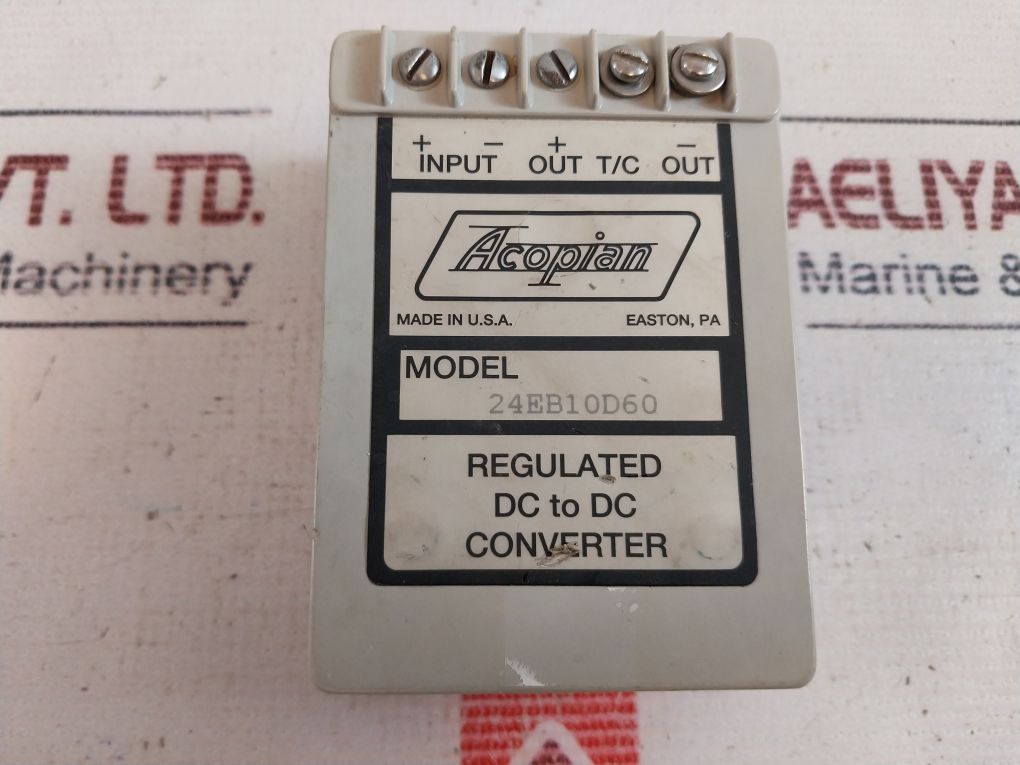 + - + -
INPUT OUT T/C OUT
Acopian
MADE IN U.S.A. EASTON, PA
MODEL
24EB10D60
REGULATED
DC to DC
CONVERTER
VT. LTD.
Machinery
AELIYA
Marine &